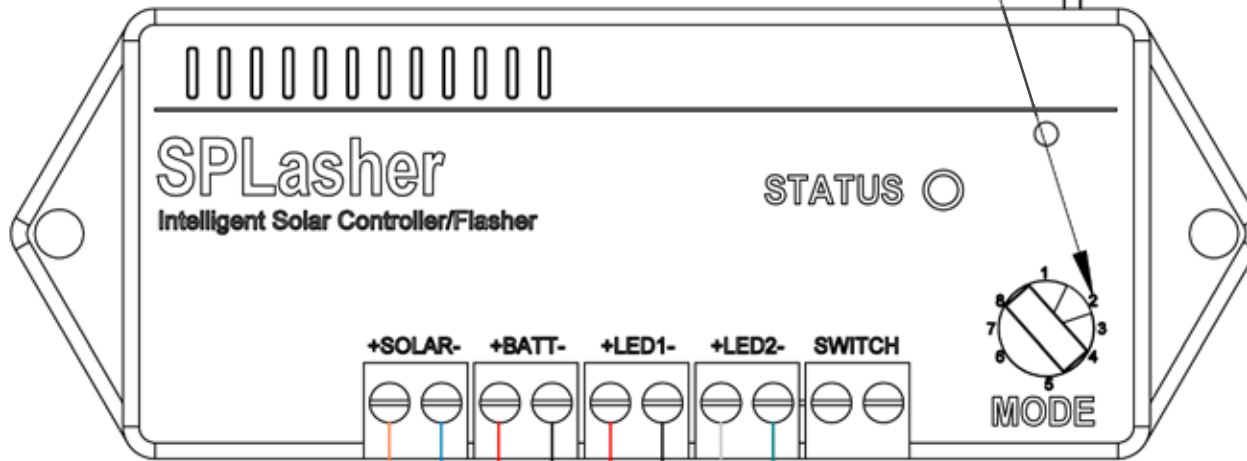 SPLasher
Intelligent Solar Controller/Flasher
STATUS
1
8 2
7 3
6 4
5
MODE
+SOLAR- +BATT- +LED1- +LED2- SWITCH